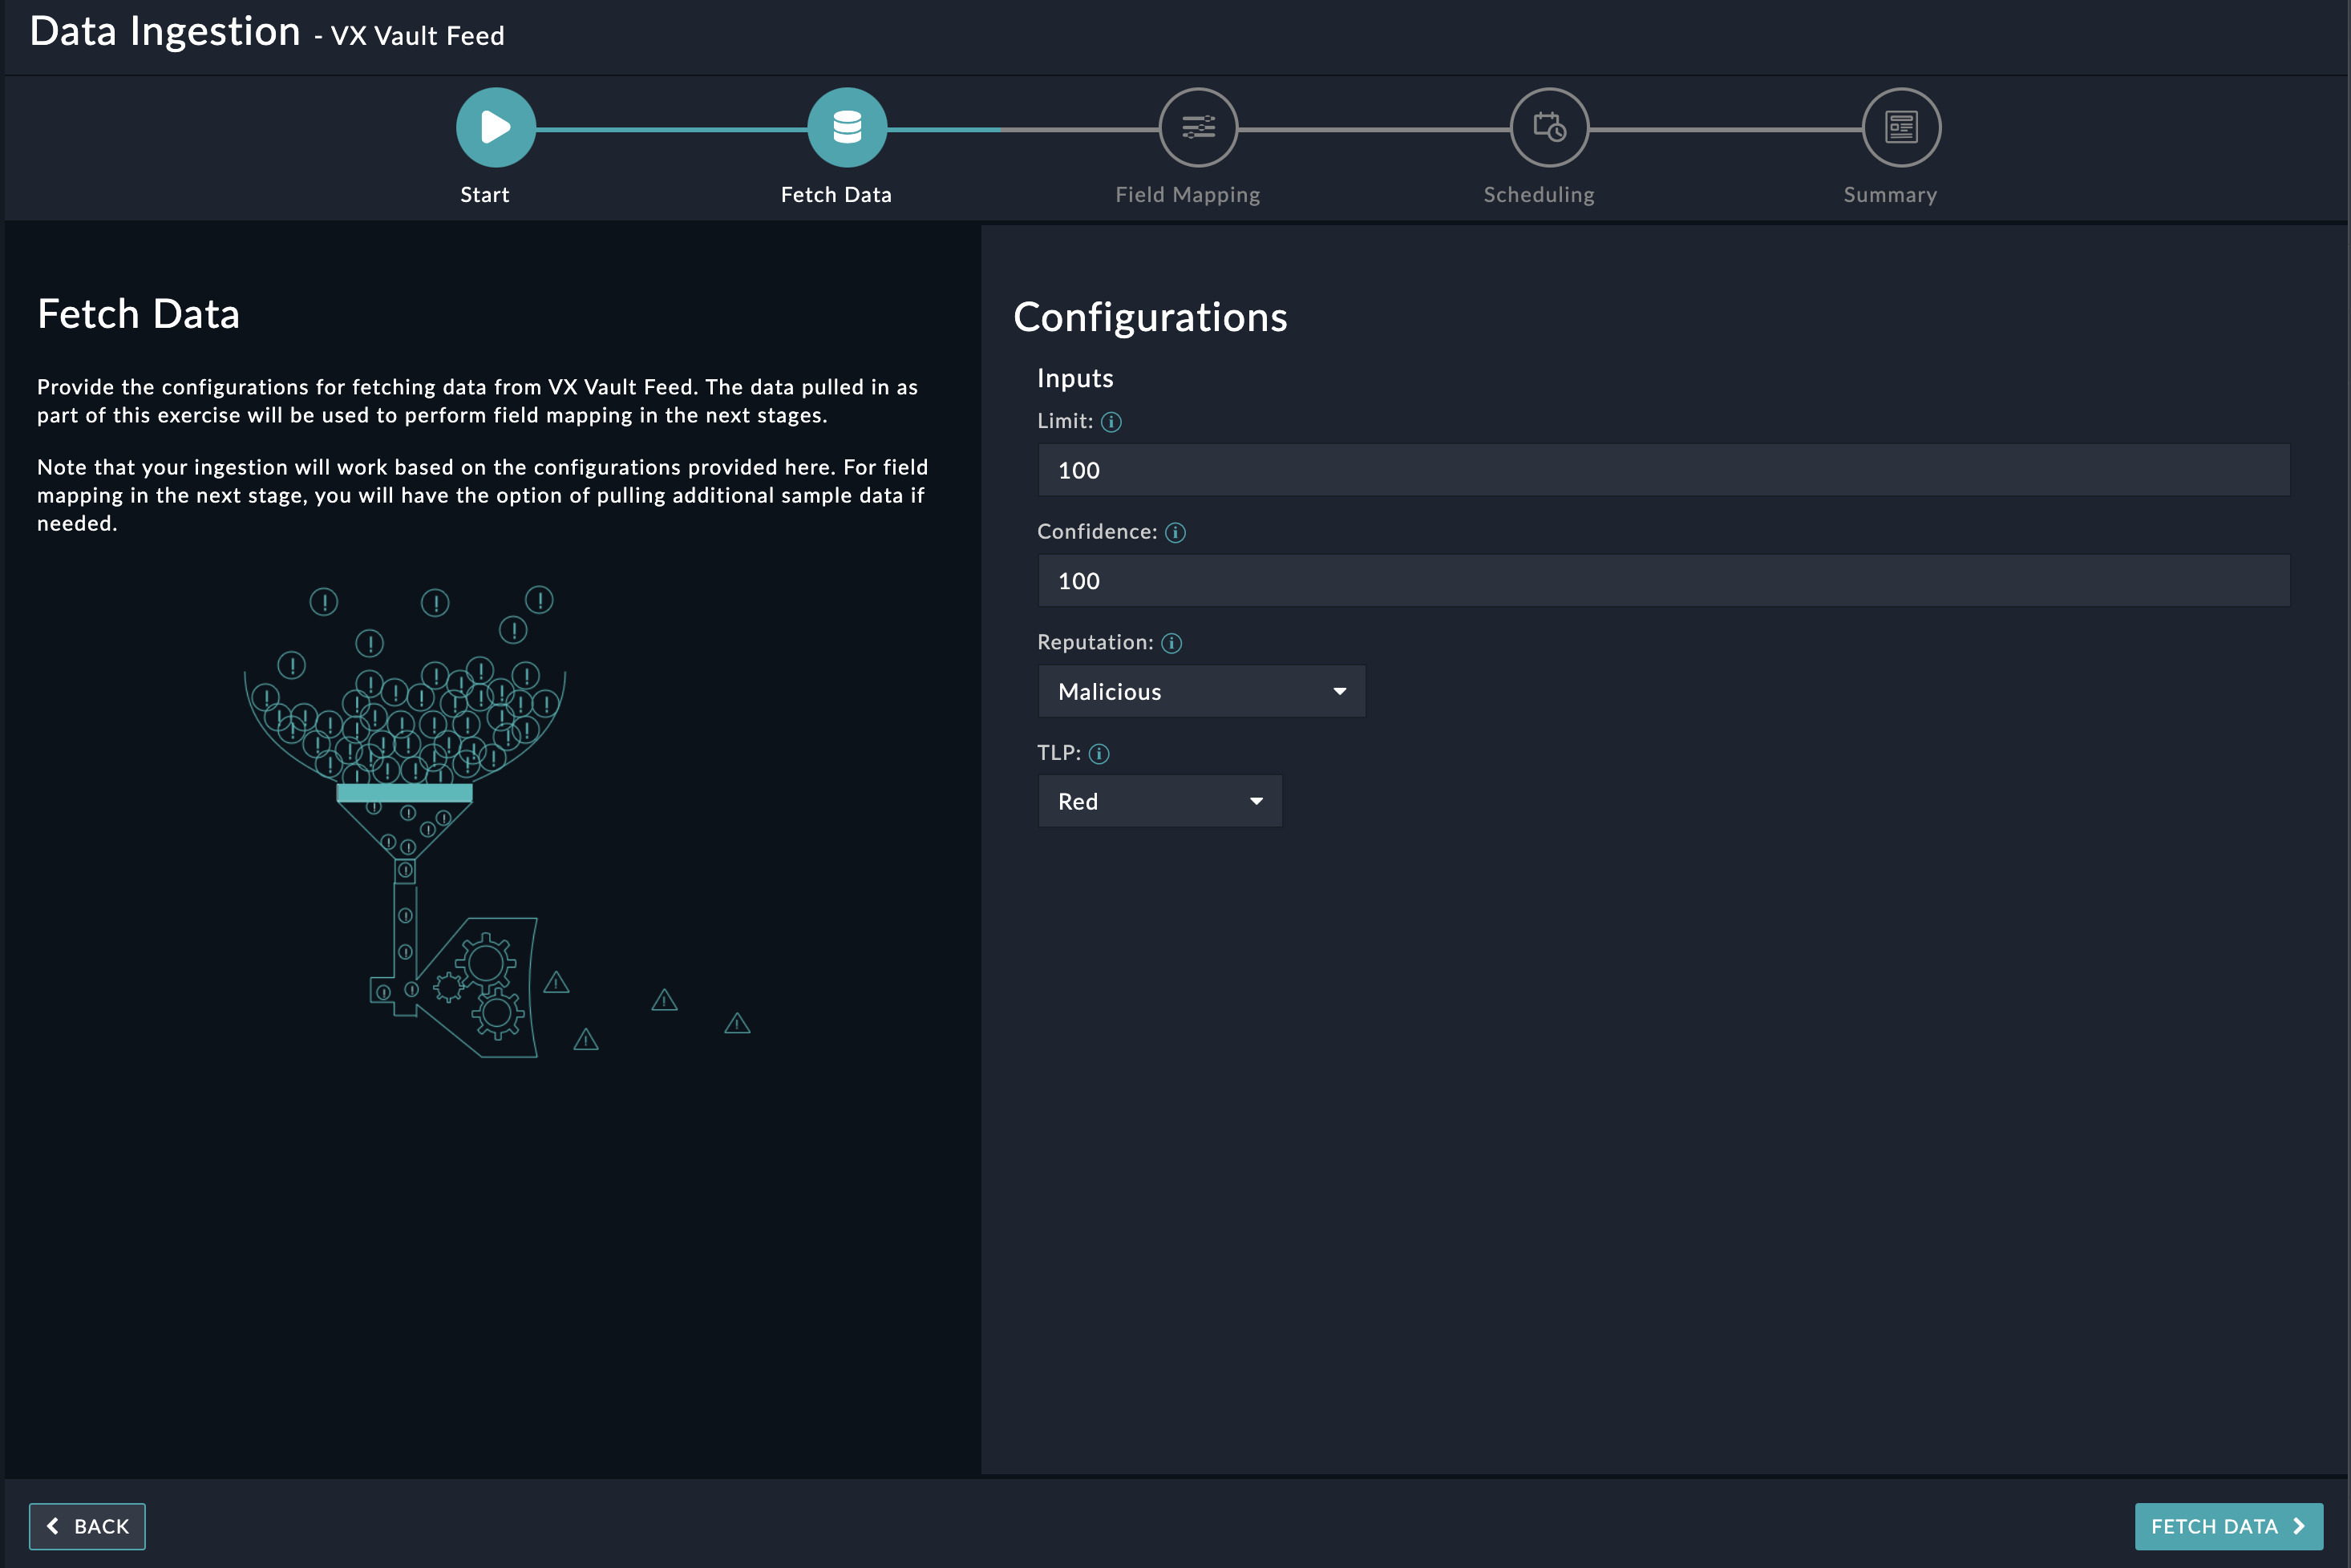 Data Ingestion - VX Vault Feed
Start
Fetch Data
Field Mapping
Scheduling
Summary
Fetch Data
Provide the configurations for fetching data from VX Vault Feed. The data pulled in as
part of this exercise will be used to perform field mapping in the next stages.
Note that your ingestion will work based on the configurations provided here. For field
mapping in the next stage, you will have the option of pulling additional sample data if
needed.
Configurations
Inputs
Limit:
100
Confidence:
100
Reputation:
Malicious
TLP:
Red
BACK
FETCH DATA